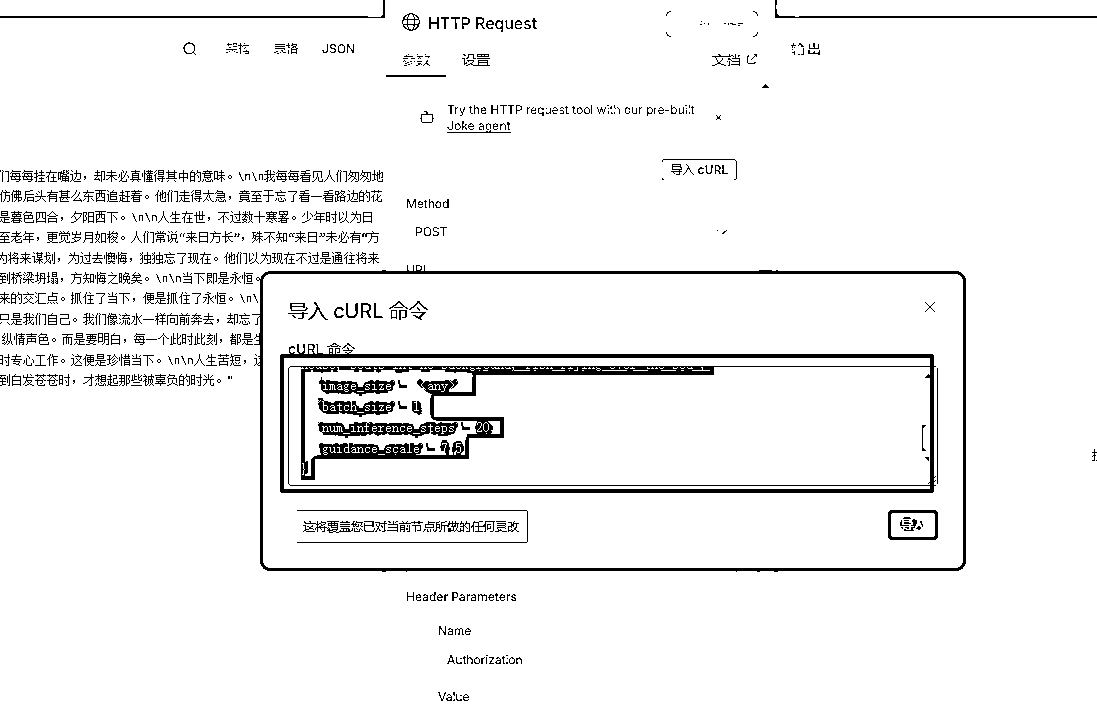 HTTP Request
架构 表格 JSON
参数 设置 文档
输出
Try the HTTP request tool with our pre-built
Joke agent
导入 cURL
们每每挂在嘴边，却未必真懂得其中的意味。\n\n我每每看见人们匆匆地
仿佛后头有甚么东西追赶着。他们走得太急，竟至于忘了看一看路边的花
是暮色四合，夕阳西下。\n\n人生在世，不过数十寒暑。少年时以为日
至老年，更觉岁月如梭。人们常说“来日方长”，殊不知“来日”未必有“方
为将来谋划，为过去懊悔，独独忘了现在。他们以为现在不过是通往将来
到桥梁坍塌，方知悔之晚矣。\n\n当下即是永恒。
来的交汇点。抓住了当下，便是抓住了永恒。\n\
只是我们自己。我们像流水一样向前奔去，却忘了
纵情声色。而是要明白，每一个此时此刻，都是
时专心工作。这便是珍惜当下。\n\n人生苦短，
到白发苍苍时，才想起那些被辜负的时光。"
Method
POST
URL
导入 cURL 命令
cURL 命令
"image_size": "<any>",
"batch_size": 1,
"num_inference_steps": 20,
"guidance_scale": 7.5
}
这将覆盖您已对当前节点所做的任何更改
导入
Header Parameters
Name
Authorization
Value